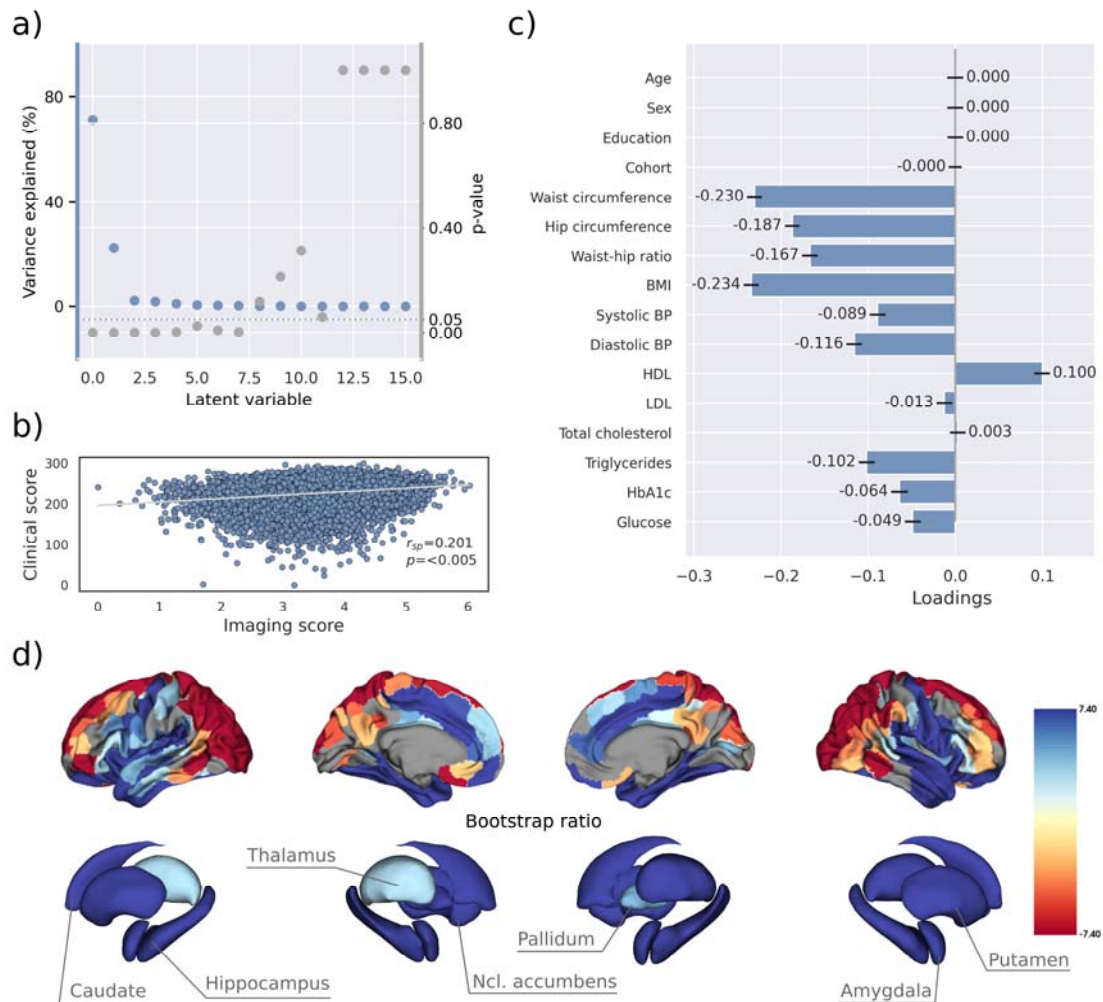 a)
Variance explained (%)
80
40
0
0.80
0.40
0.05
0.00
p-value
0.0 2.5 5.0 7.5 10.0 12.5 15.0
Latent variable
b)
Clinical score
300
200
100
0
rsp=0.201
p=<0.005
0 1 2 3 4 5 6
Imaging score
c)
Age 0.000
Sex 0.000
Education 0.000
Cohort -0.000
Waist circumference -0.230
Hip circumference -0.187
Waist-hip ratio -0.167
BMI -0.234
Systolic BP -0.089
Diastolic BP -0.116
HDL 0.100
LDL -0.013
Total cholesterol 0.003
Triglycerides -0.102
HbA1c -0.064
Glucose -0.049
−0.3 −0.2 −0.1 0.0 0.1
Loadings
d)
7.40
-7.40
Bootstrap ratio
Thalamus
Pallidum
Putamen
Caudate
Hippocampus
Ncl. accumbens
Amygdala